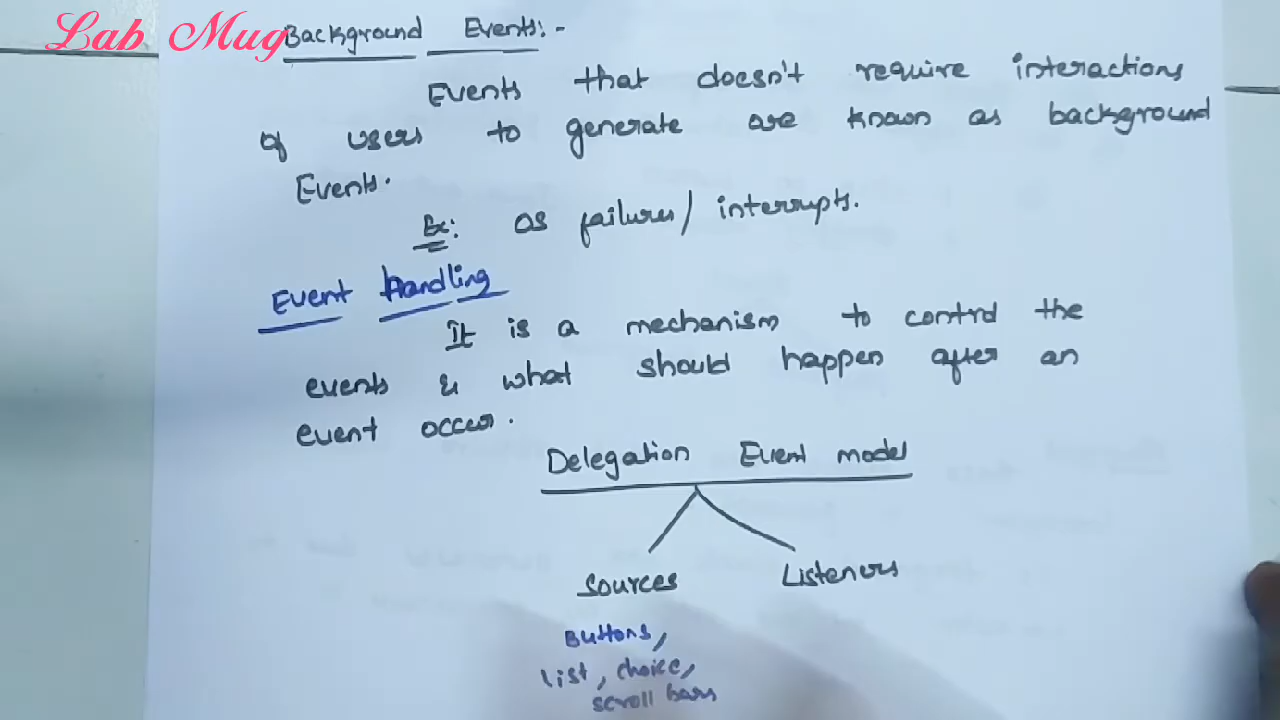 Lab Mug
Background Events:-
Events that doesn't require interactions
of users to generate are known as background
Events.
Ex: OS failures/ interrupts.
Event Handling
It is a mechanism to control the
events & what should happen after an
event occur.
Delegation Event model
Sources Listeners
Buttons,
list, choice,
scroll bars